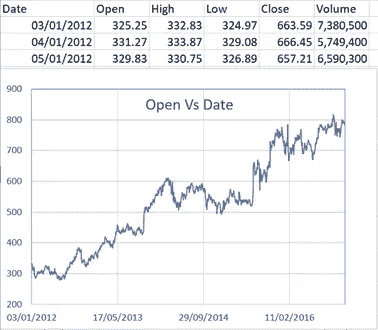 Date Open High Low Close Volume
03/01/2012 325.25 332.83 324.97 663.59 7,380,500
04/01/2012 331.27 333.87 329.08 666.45 5,749,400
05/01/2012 329.83 330.75 326.89 657.21 6,590,300
Open Vs Date
900
800
700
600
500
400
300
200
03/01/2012 17/05/2013 29/09/2014 11/02/2016